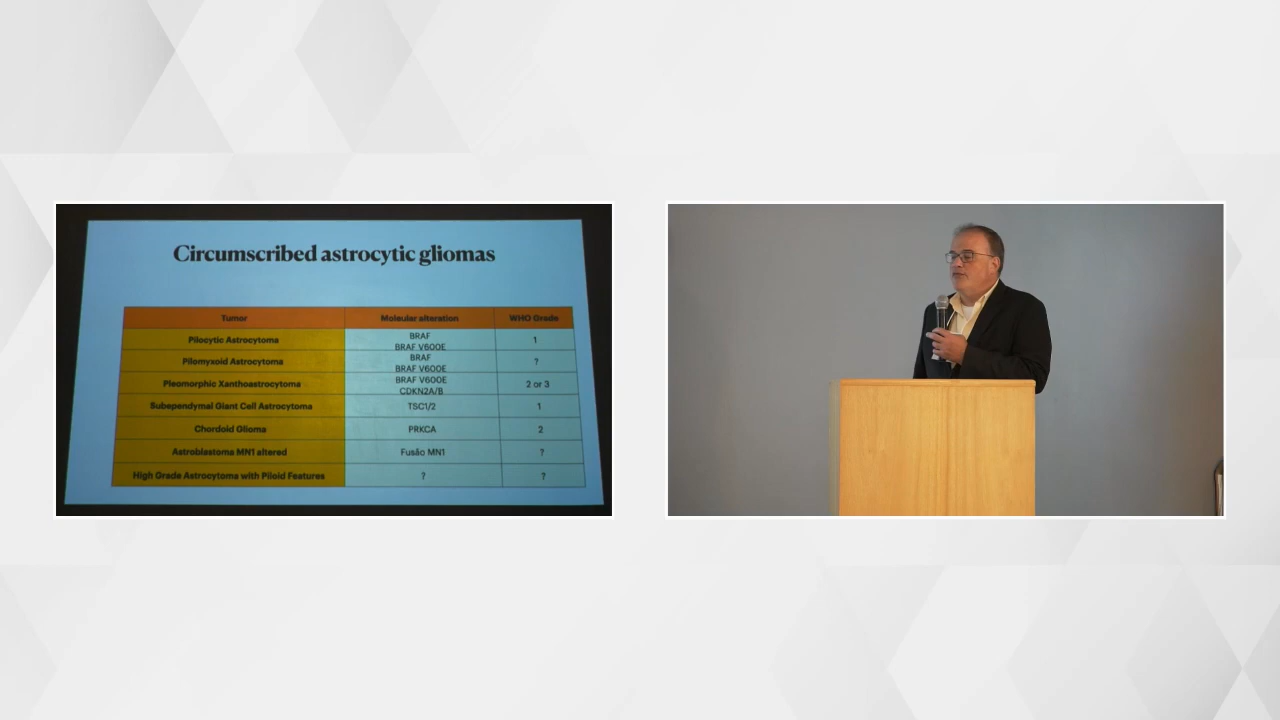 Circumscribed astrocytic gliomas
Tumor Molecular alteration WHO Grade
Pilocytic Astrocytoma BRAF BRAF V600E 1
Pilomyxoid Astrocytoma BRAF BRAF V600E ?
Pleomorphic Xanthoastrocytoma BRAF V600E CDKN2A/B 2 or 3
Subependymal Giant Cell Astrocytoma TSC1/2 1
Chordoid Glioma PRKCA 2
Astroblastoma MN1 altered Fusão MN1 ?
High Grade Astrocytoma with Piloid Features ? ?